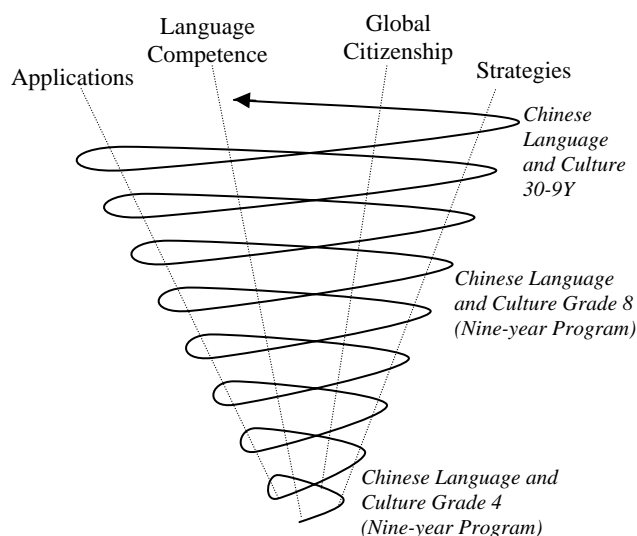 Language
Competence
Global
Citizenship
Applications
Strategies
Chinese
Language
and Culture
30-9Y
Chinese Language
and Culture Grade 8
(Nine-year Program)
Chinese Language and
Culture Grade 4
(Nine-year Program)